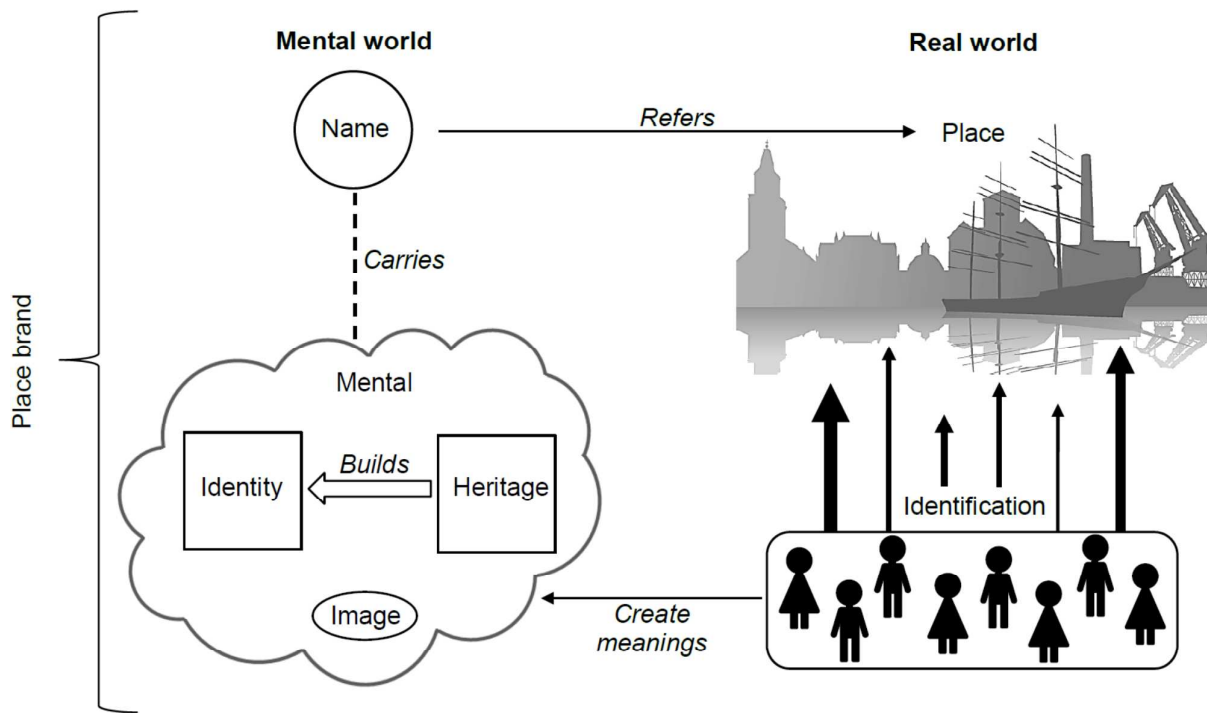 Mental world
Real world
Name
Refers
Place
Carries
Place brand
Mental
Identity
Builds
Heritage
Identification
Image
Create
meanings